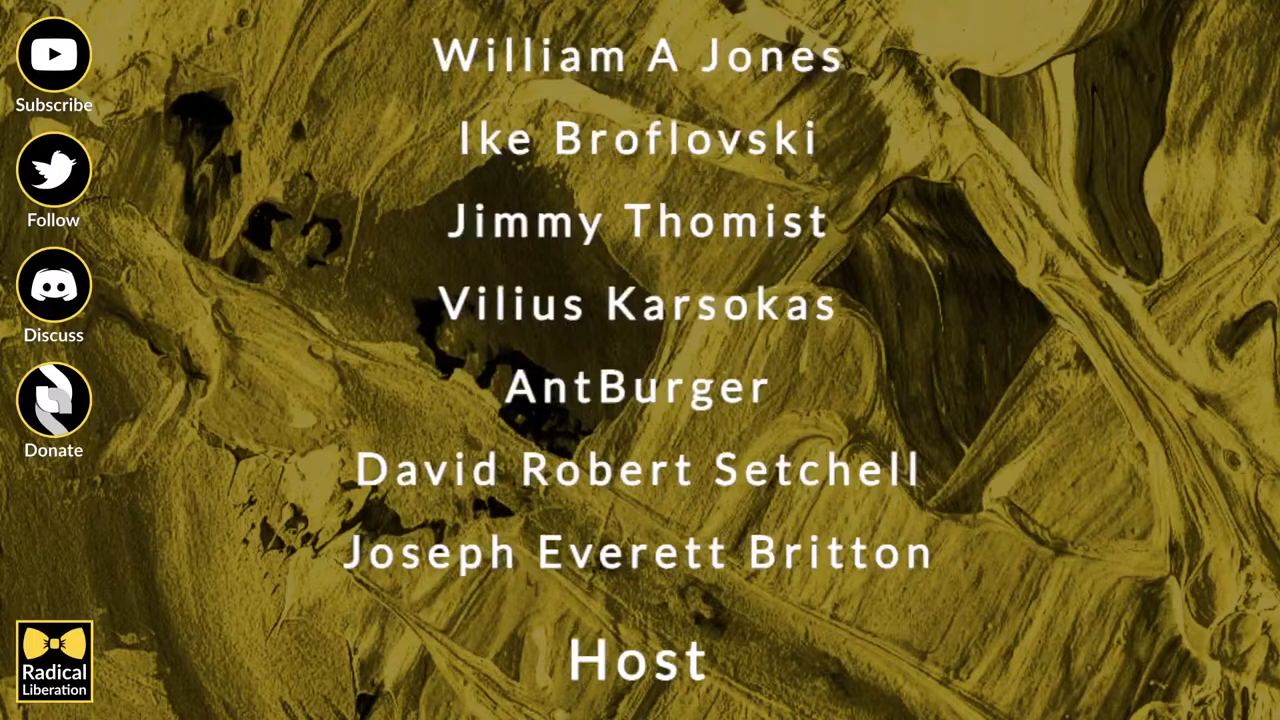 William A Jones
Ike Broflovski
Jimmy Thomist
Vilius Karsokas
AntBurger
David Robert Setchell
Joseph Everett Britton
Host
Subscribe
Follow
Discuss
Donate
Radical
Liberation